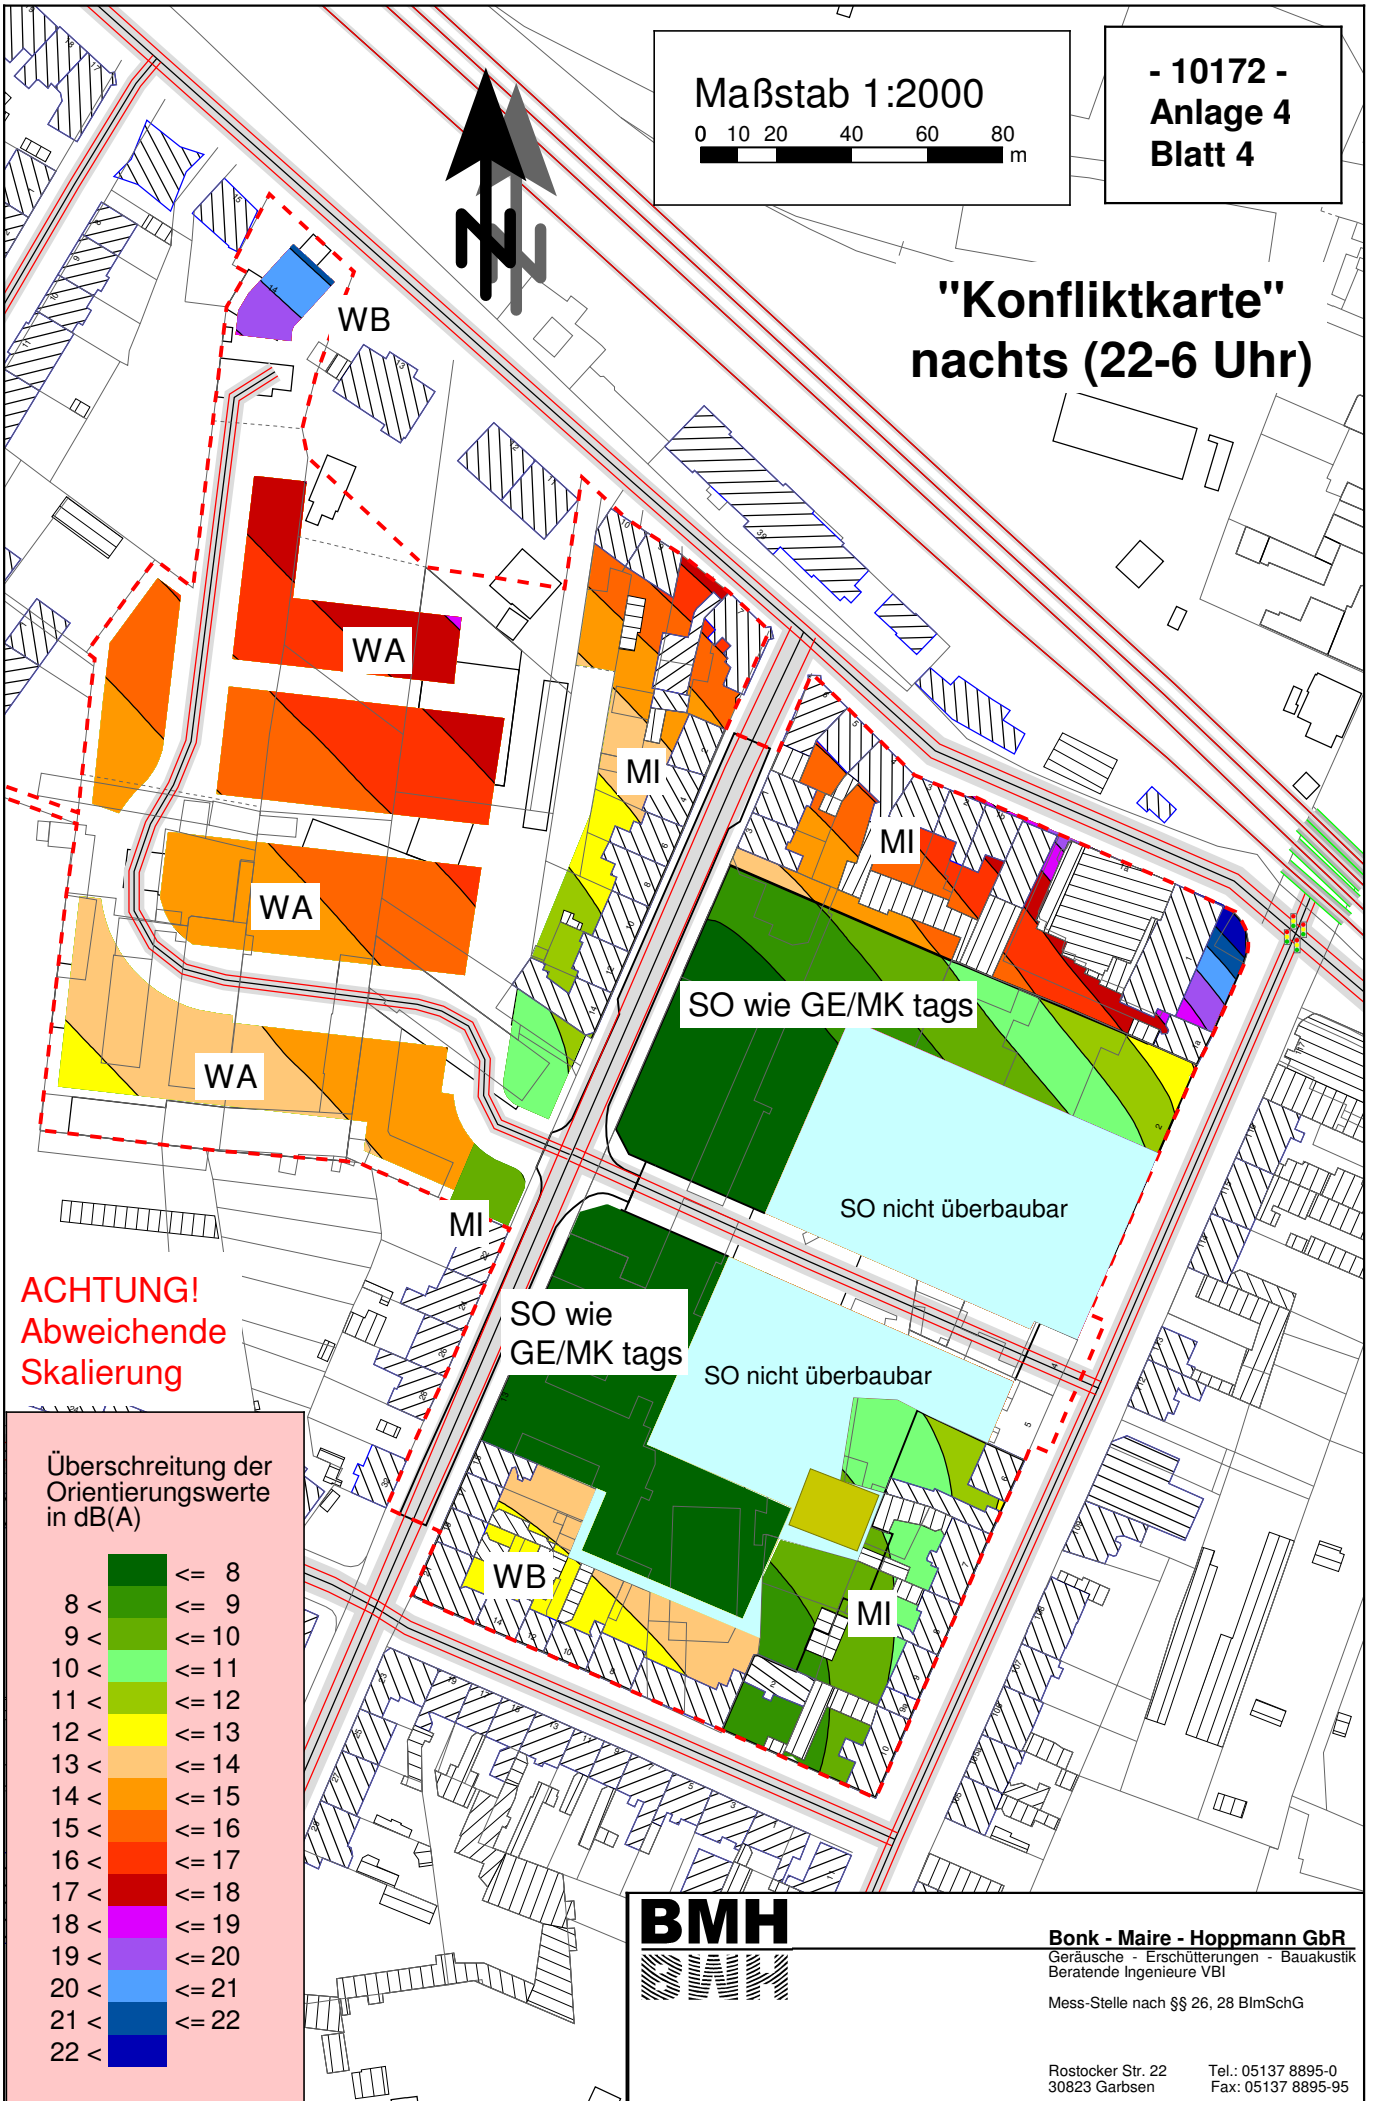 Maßstab 1:2000
0 10 20 40 60 80
m
- 10172 -
Anlage 4
Blatt 4
"Konfliktkarte"
nachts (22-6 Uhr)
N
WB
WA
MI
MI
WA
SO wie GE/MK tags
WA
SO nicht überbaubar
MI
SO wie
GE/MK tags
SO nicht überbaubar
WB
MI
ACHTUNG!
Abweichende
Skalierung
Überschreitung der
Orientierungswerte
in dB(A)
<= 8
8 < <= 9
9 < <= 10
10 < <= 11
11 < <= 12
12 < <= 13
13 < <= 14
14 < <= 15
15 < <= 16
16 < <= 17
17 < <= 18
18 < <= 19
19 < <= 20
20 < <= 21
21 < <= 22
22 <
BMH
BMH
Bonk - Maire - Hoppmann GbR
Geräusche - Erschütterungen - Bauakustik
Beratende Ingenieure VBI
Mess-Stelle nach §§ 26, 28 BImSchG
Rostocker Str. 22 Tel.: 05137 8895-0
30823 Garbsen Fax: 05137 8895-95